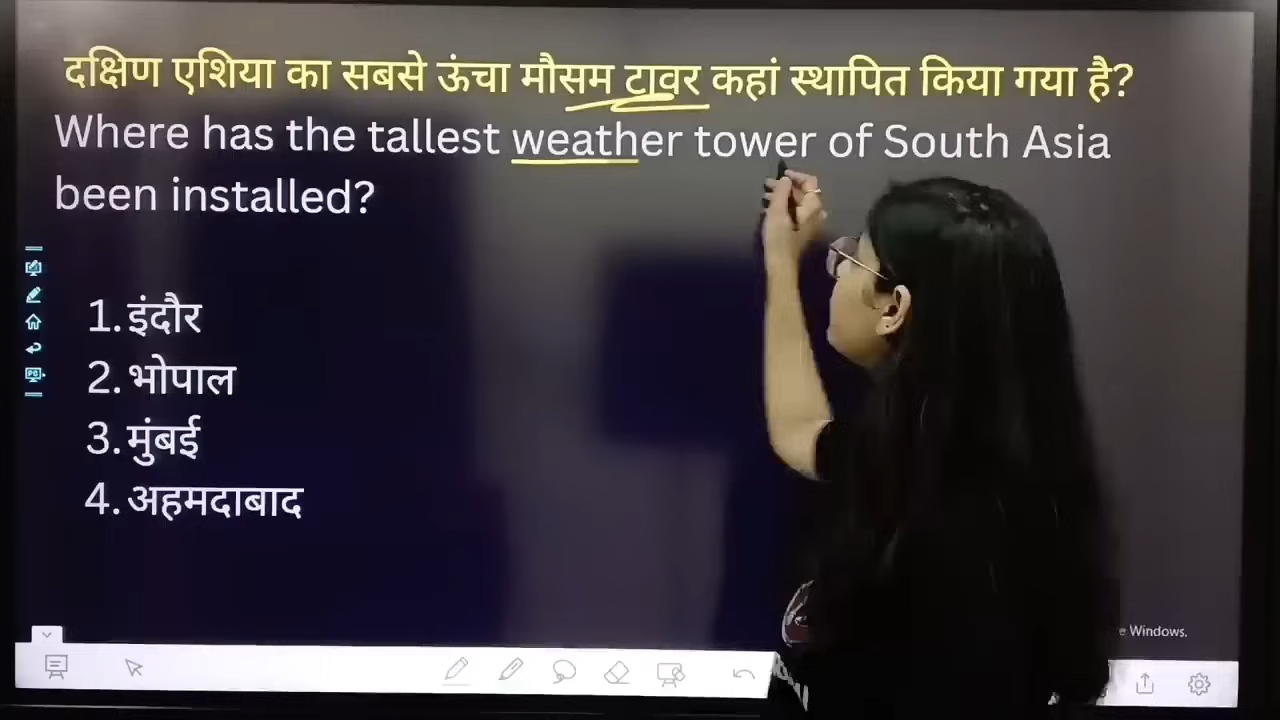 दक्षिण एशिया का सबसे ऊंचा मौसम टावर कहां स्थापित किया गया है?
Where has the tallest weather tower of South Asia
been installed?
1. इंदौर
2. भोपाल
3. मुंबई
4. अहमदाबाद
Windows.